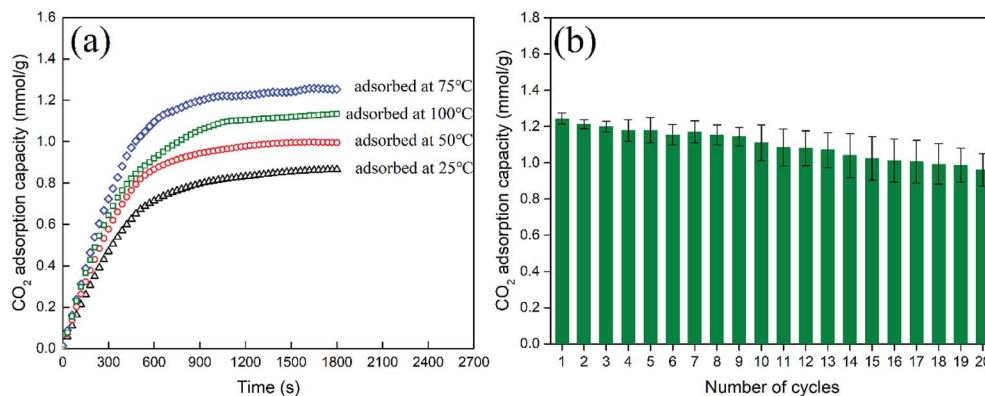 (a)
CO₂ adsorption capacity (mmol/g)
1.6
1.4
1.2
1.0
0.8
0.6
0.4
0.2
0.0
adsorbed at 75°C
adsorbed at 100°C
adsorbed at 50°C
adsorbed at 25°C
0 300 600 900 1200 1500 1800 2100 2400 2700
Time (s)
(b)
CO₂ adsorption capacity (mmol/g)
1.8
1.6
1.4
1.2
1.0
0.8
0.6
0.4
0.2
0.0
1 2 3 4 5 6 7 8 9 10 11 12 13 14 15 16 17 18 19 20
Number of cycles